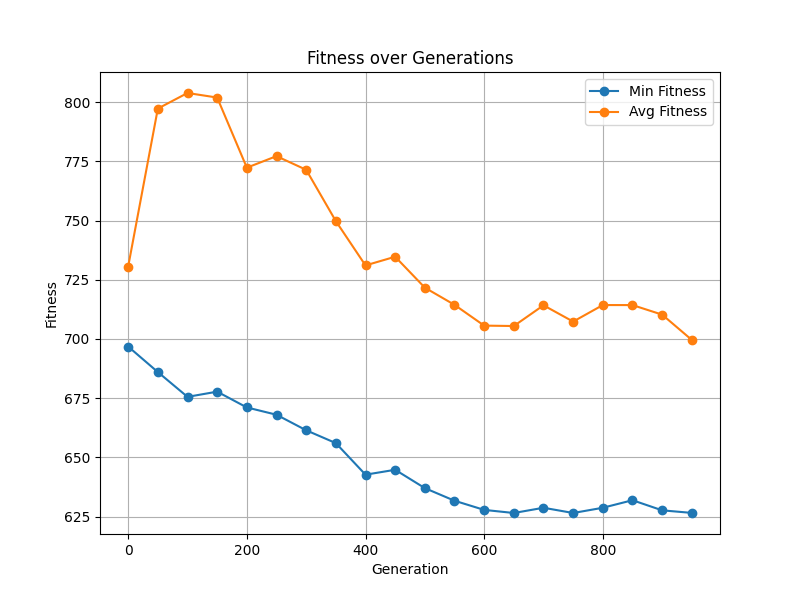 Fitness over Generations
Min Fitness
Avg Fitness
800
775
750
725
700
675
650
625
Fitness
0 200 400 600 800
Generation